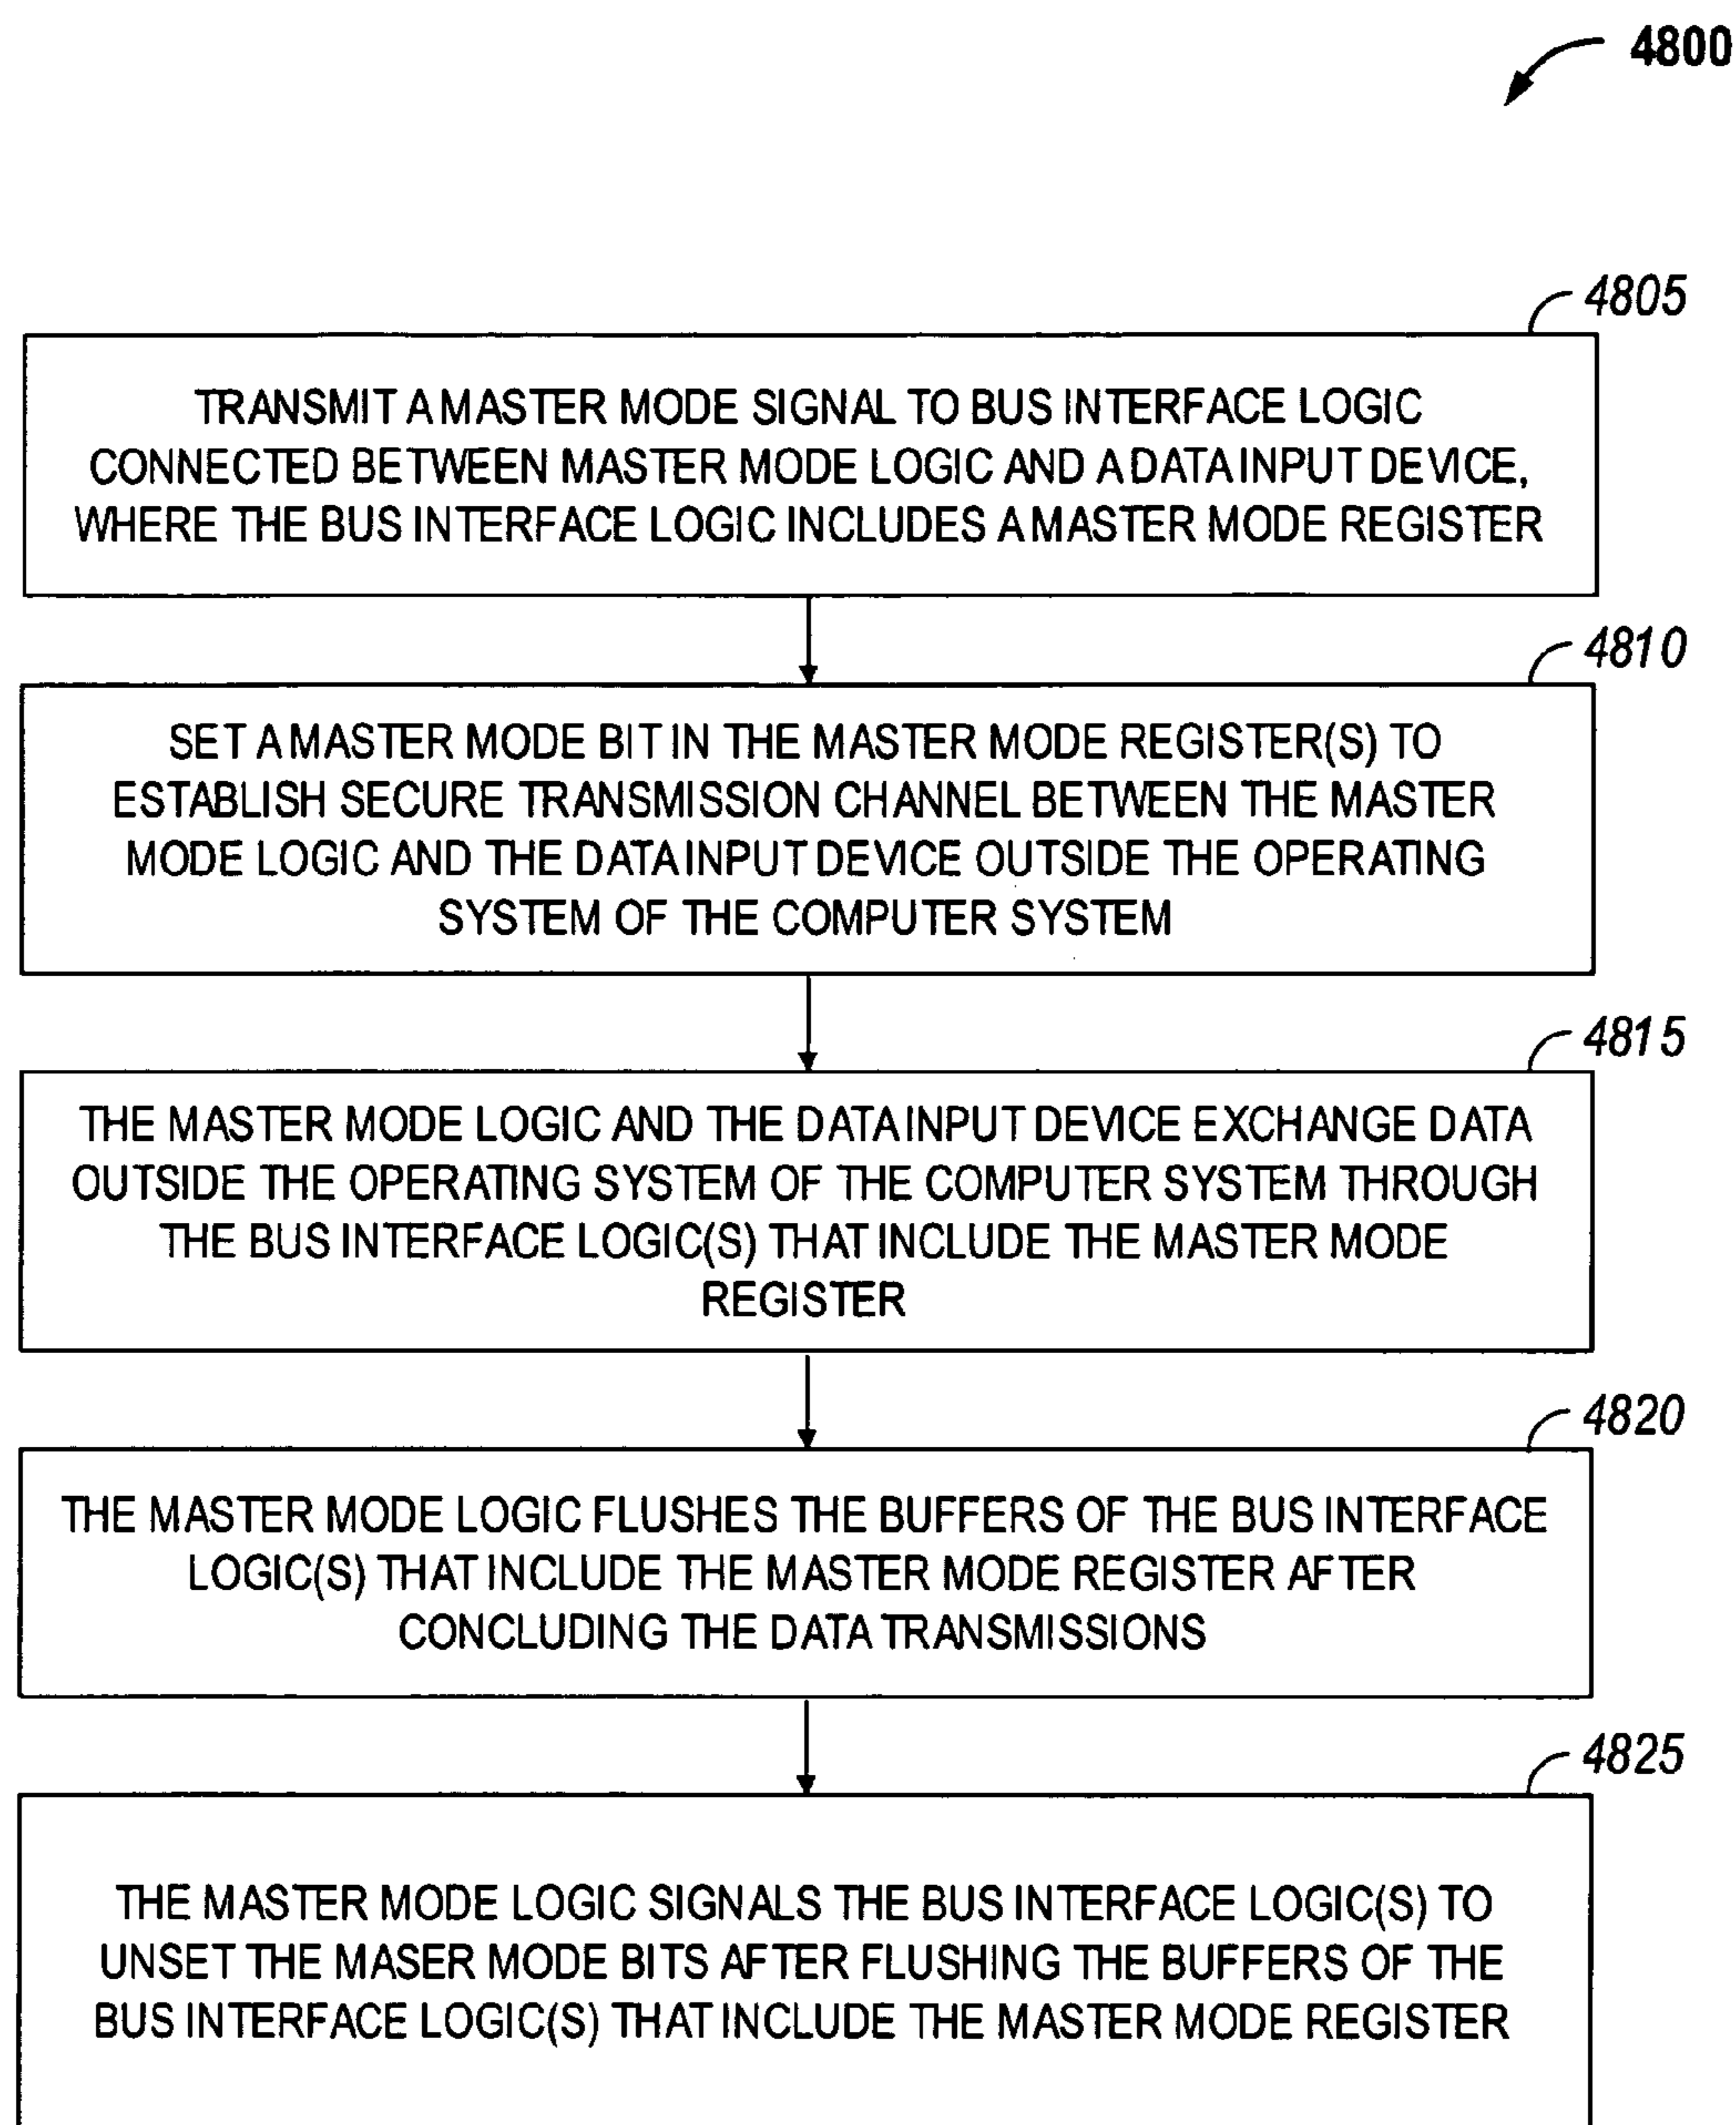 4800
4805
TRANSMIT A MASTER MODE SIGNAL TO BUS INTERFACE LOGIC
CONNECTED BETWEEN MASTER MODE LOGIC AND A DATA INPUT DEVICE,
WHERE THE BUS INTERFACE LOGIC INCLUDES A MASTER MODE REGISTER
4810
SET A MASTER MODE BIT IN THE MASTER MODE REGISTER(S) TO
ESTABLISH SECURE TRANSMISSION CHANNEL BETWEEN THE MASTER
MODE LOGIC AND THE DATA INPUT DEVICE OUTSIDE THE OPERATING
SYSTEM OF THE COMPUTER SYSTEM
4815
THE MASTER MODE LOGIC AND THE DATA INPUT DEVICE EXCHANGE DATA
OUTSIDE THE OPERATING SYSTEM OF THE COMPUTER SYSTEM THROUGH
THE BUS INTERFACE LOGIC(S) THAT INCLUDE THE MASTER MODE
REGISTER
4820
THE MASTER MODE LOGIC FLUSHES THE BUFFERS OF THE BUS INTERFACE
LOGIC(S) THAT INCLUDE THE MASTER MODE REGISTER AFTER
CONCLUDING THE DATA TRANSMISSIONS
4825
THE MASTER MODE LOGIC SIGNALS THE BUS INTERFACE LOGIC(S) TO
UNSET THE MASER MODE BITS AFTER FLUSHING THE BUFFERS OF THE
BUS INTERFACE LOGIC(S) THAT INCLUDE THE MASTER MODE REGISTER